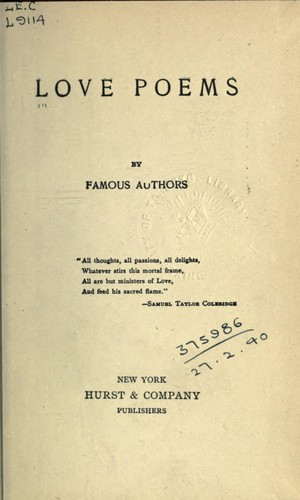 LE.C
L9114
LOVE POEMS
BY
FAMOUS AUTHORS
"All thoughts, all passions, all delights,
Whatever stirs this mortal frame,
All are but ministers of Love,
And feed his sacred flame."
—SAMUEL TAYLOR COLERIDGE
375986
27.2.40
NEW YORK
HURST & COMPANY
PUBLISHERS